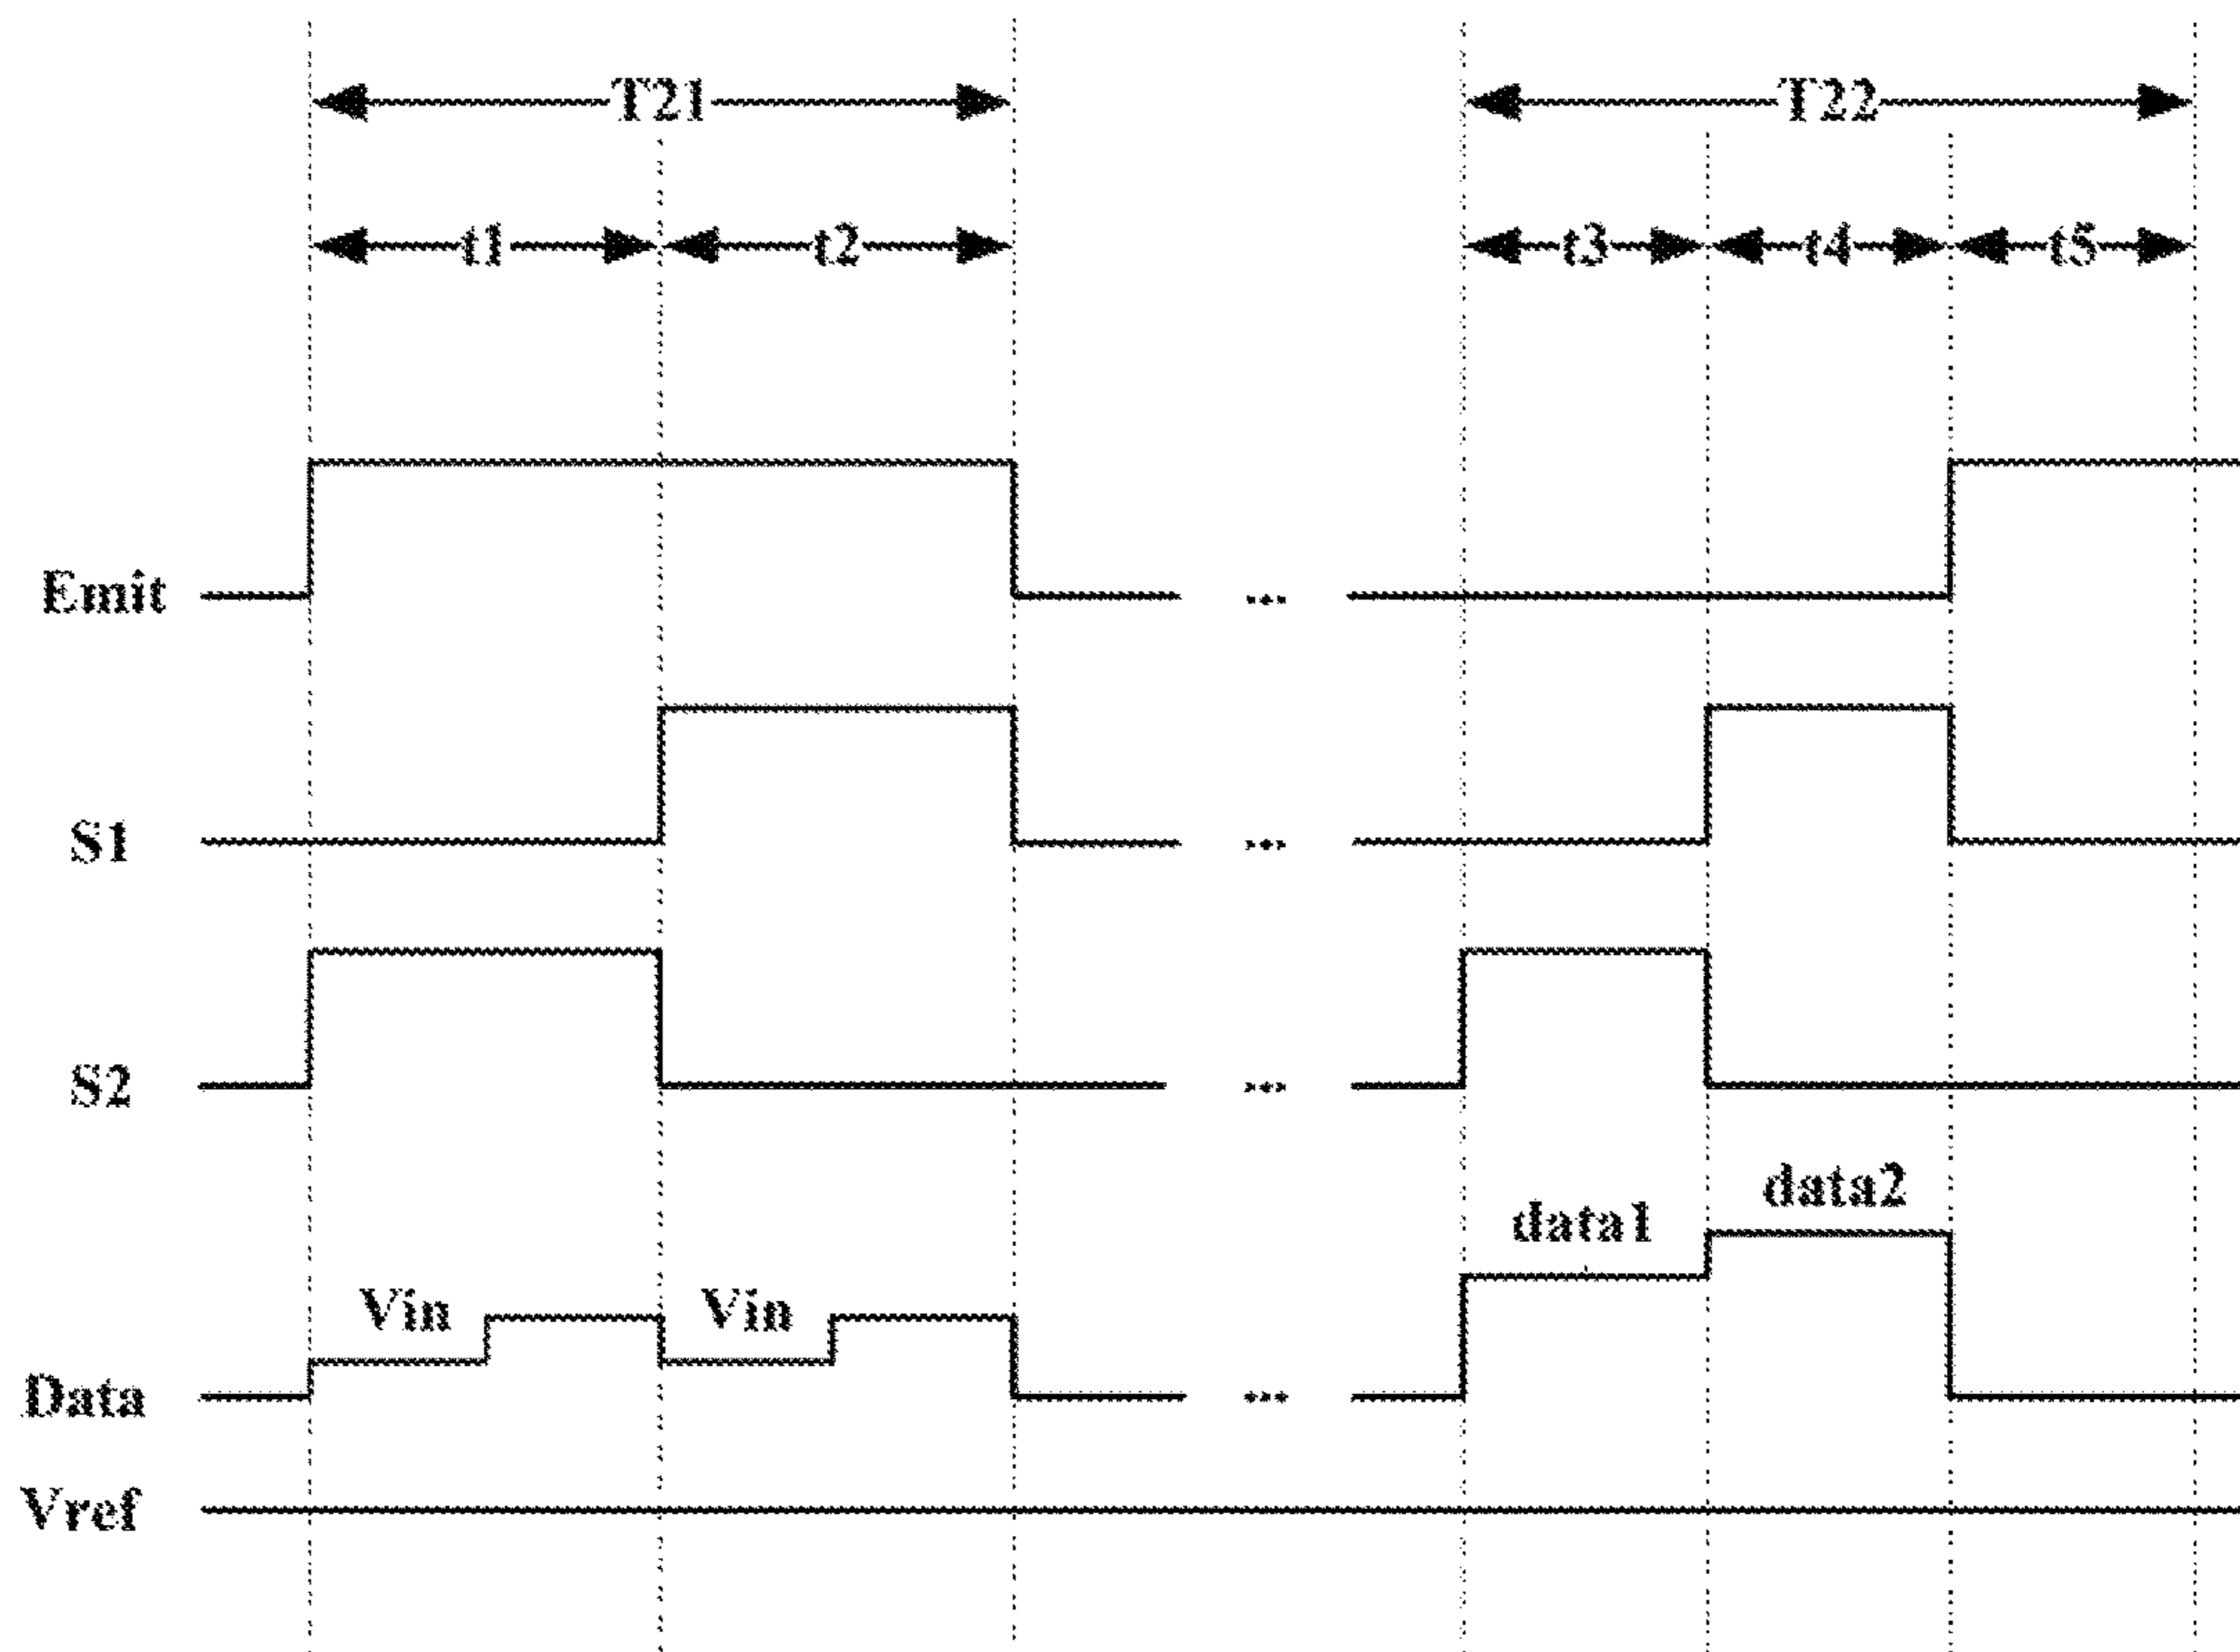 T21 T22
t1 t2 t3 t4 t5
Emit ...
S1 ...
S2 ...
data1 data2
Vin Vin
Data ...
Vref